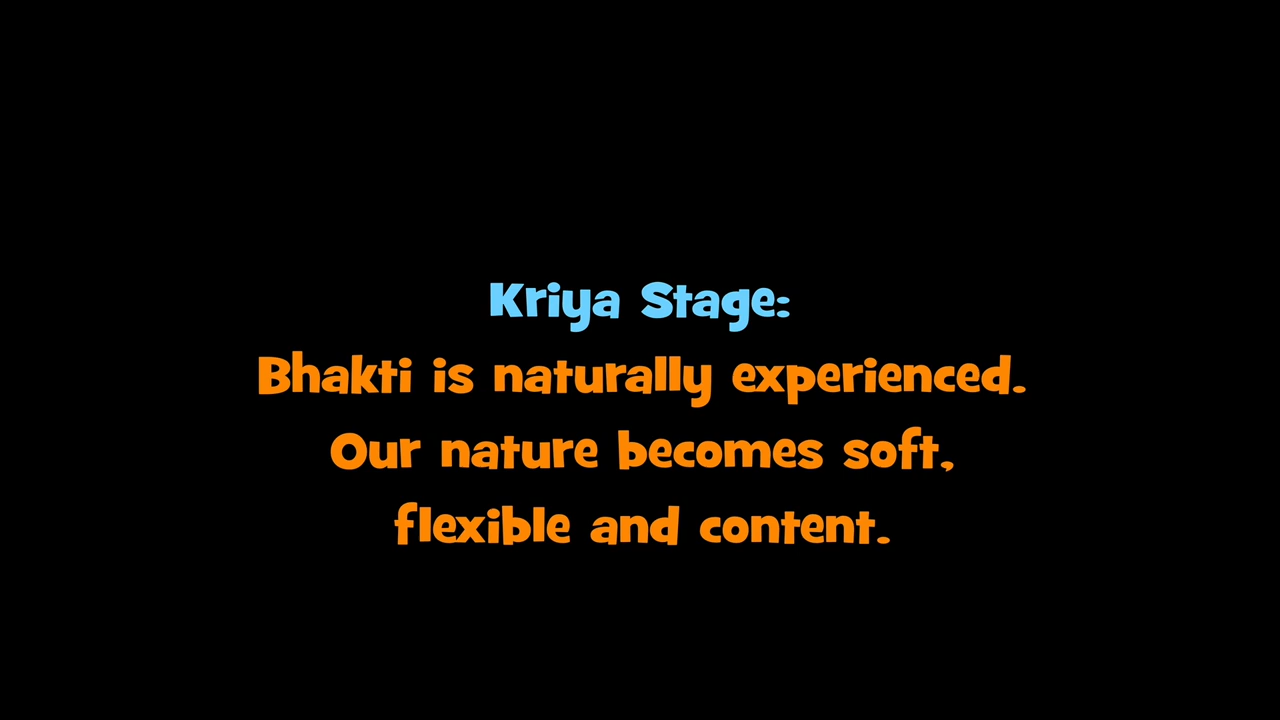 Kriya Stage:
Bhakti is naturally experienced.
Our nature becomes soft,
flexible and content.